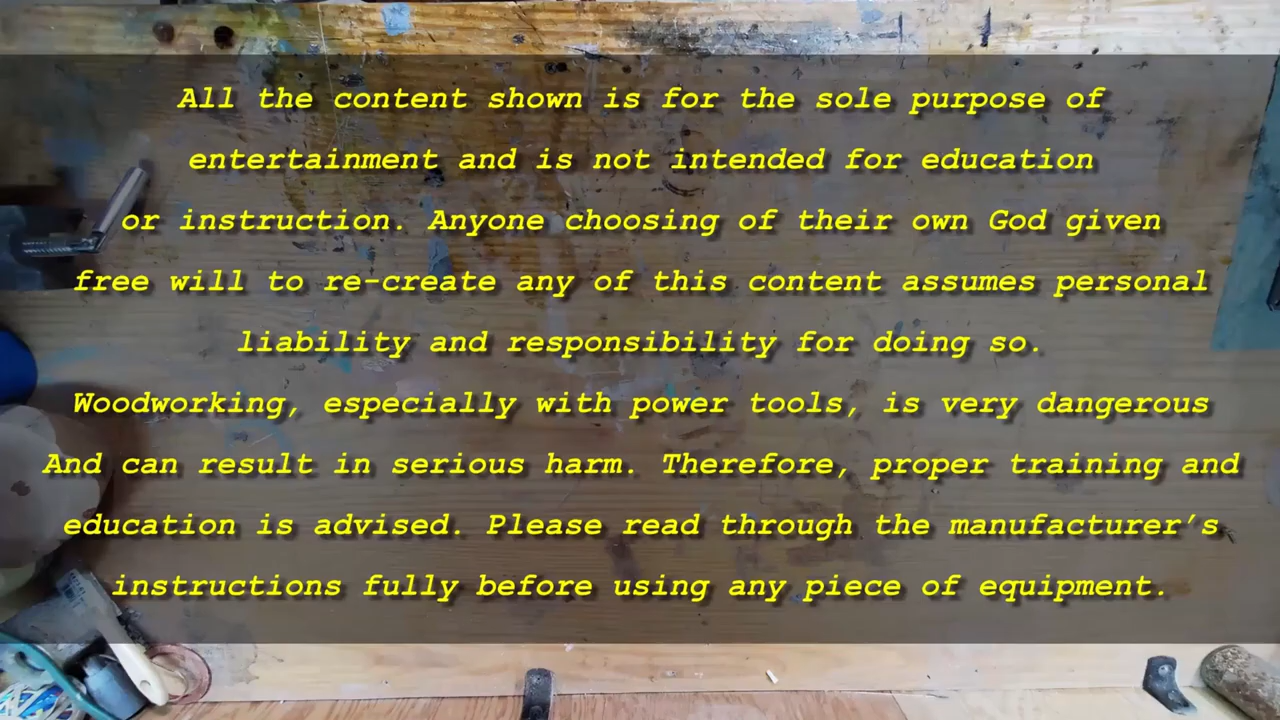 All the content shown is for the sole purpose of
entertainment and is not intended for education
or instruction. Anyone choosing of their own God given
free will to re-create any of this content assumes personal
liability and responsibility for doing so.
Woodworking, especially with power tools, is very dangerous
And can result in serious harm. Therefore, proper training and
education is advised. Please read through the manufacturer’s
instructions fully before using any piece of equipment.